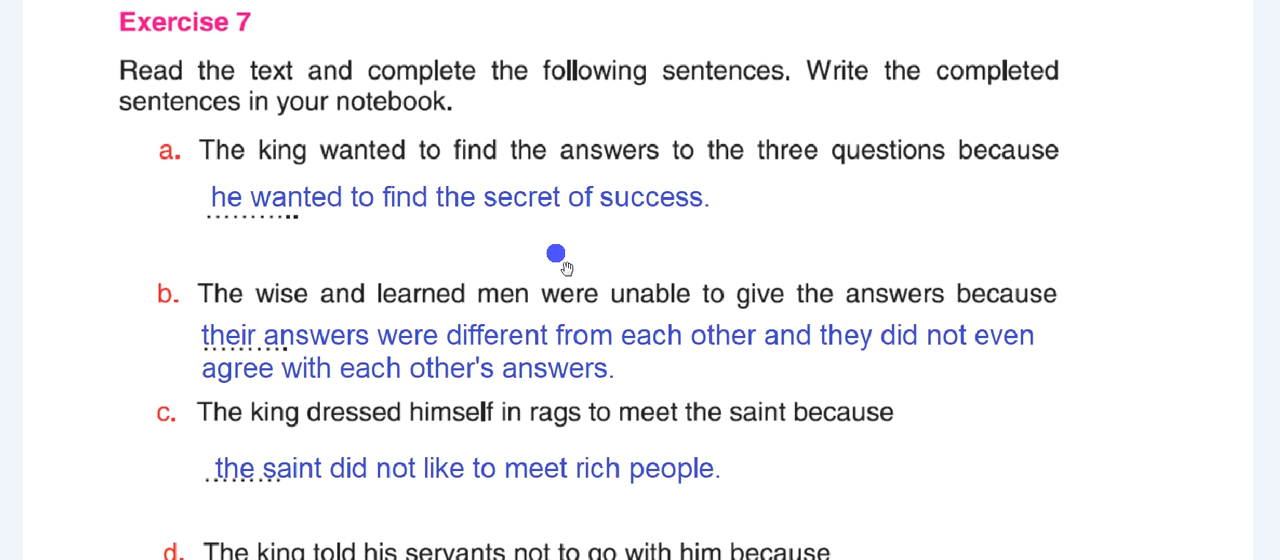 Exercise 7
Read the text and complete the following sentences. Write the completed
sentences in your notebook.
a. The king wanted to find the answers to the three questions because
he wanted to find the secret of success.
b. The wise and learned men were unable to give the answers because
their answers were different from each other and they did not even
agree with each other's answers.
c. The king dressed himself in rags to meet the saint because
the saint did not like to meet rich people.
d. The king told his servants not to go with him because